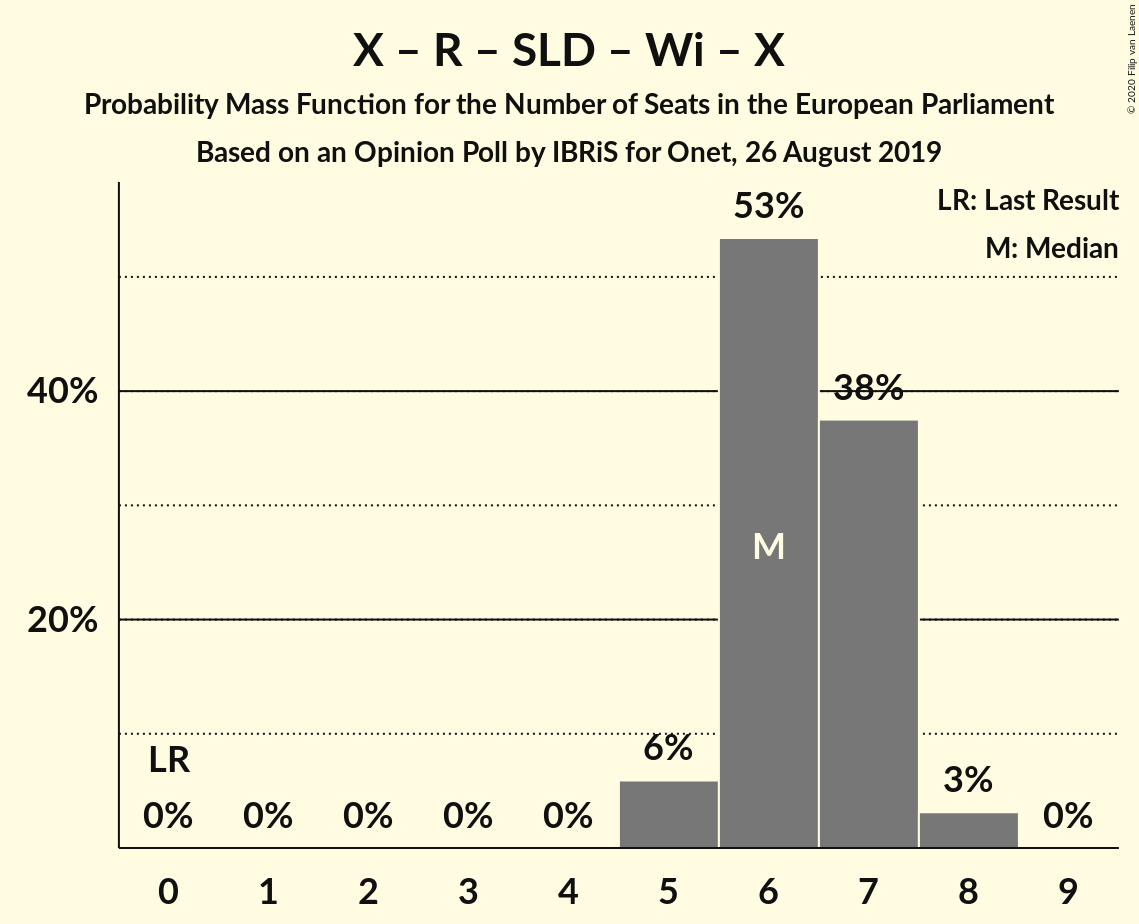 X – R – SLD – Wi – X
Probability Mass Function for the Number of Seats in the European Parliament
Based on an Opinion Poll by IBRiS for Onet, 26 August 2019
© 2020 Filip van Laenen
LR: Last Result
M: Median
53%
40%
38%
M
20%
LR
6%
3%
0% 0% 0% 0% 0% 0%
0 1 2 3 4 5 6 7 8 9